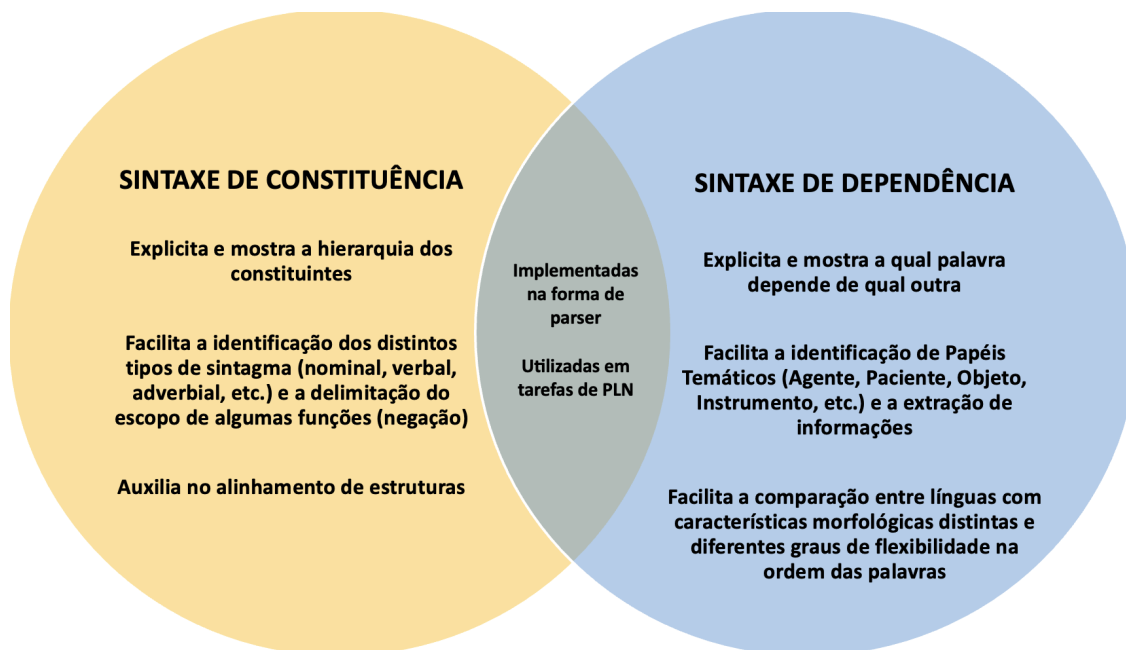 SINTAXE DE CONSTITUÊNCIA
Explicita e mostra a hierarquia dos
constituintes
Facilita a identificação dos distintos
tipos de sintagma (nominal, verbal,
adverbial, etc.) e a delimitação do
escopo de algumas funções (negação)
Auxilia no alinhamento de estruturas
Implementadas
na forma de
parser
Utilizadas em
tarefas de PLN
SINTAXE DE DEPENDÊNCIA
Explicita e mostra a qual palavra
depende de qual outra
Facilita a identificação de Papéis
Temáticos (Agente, Paciente, Objeto,
Instrumento, etc.) e a extração de
informações
Facilita a comparação entre línguas com
características morfológicas distintas e
diferentes graus de flexibilidade na
ordem das palavras